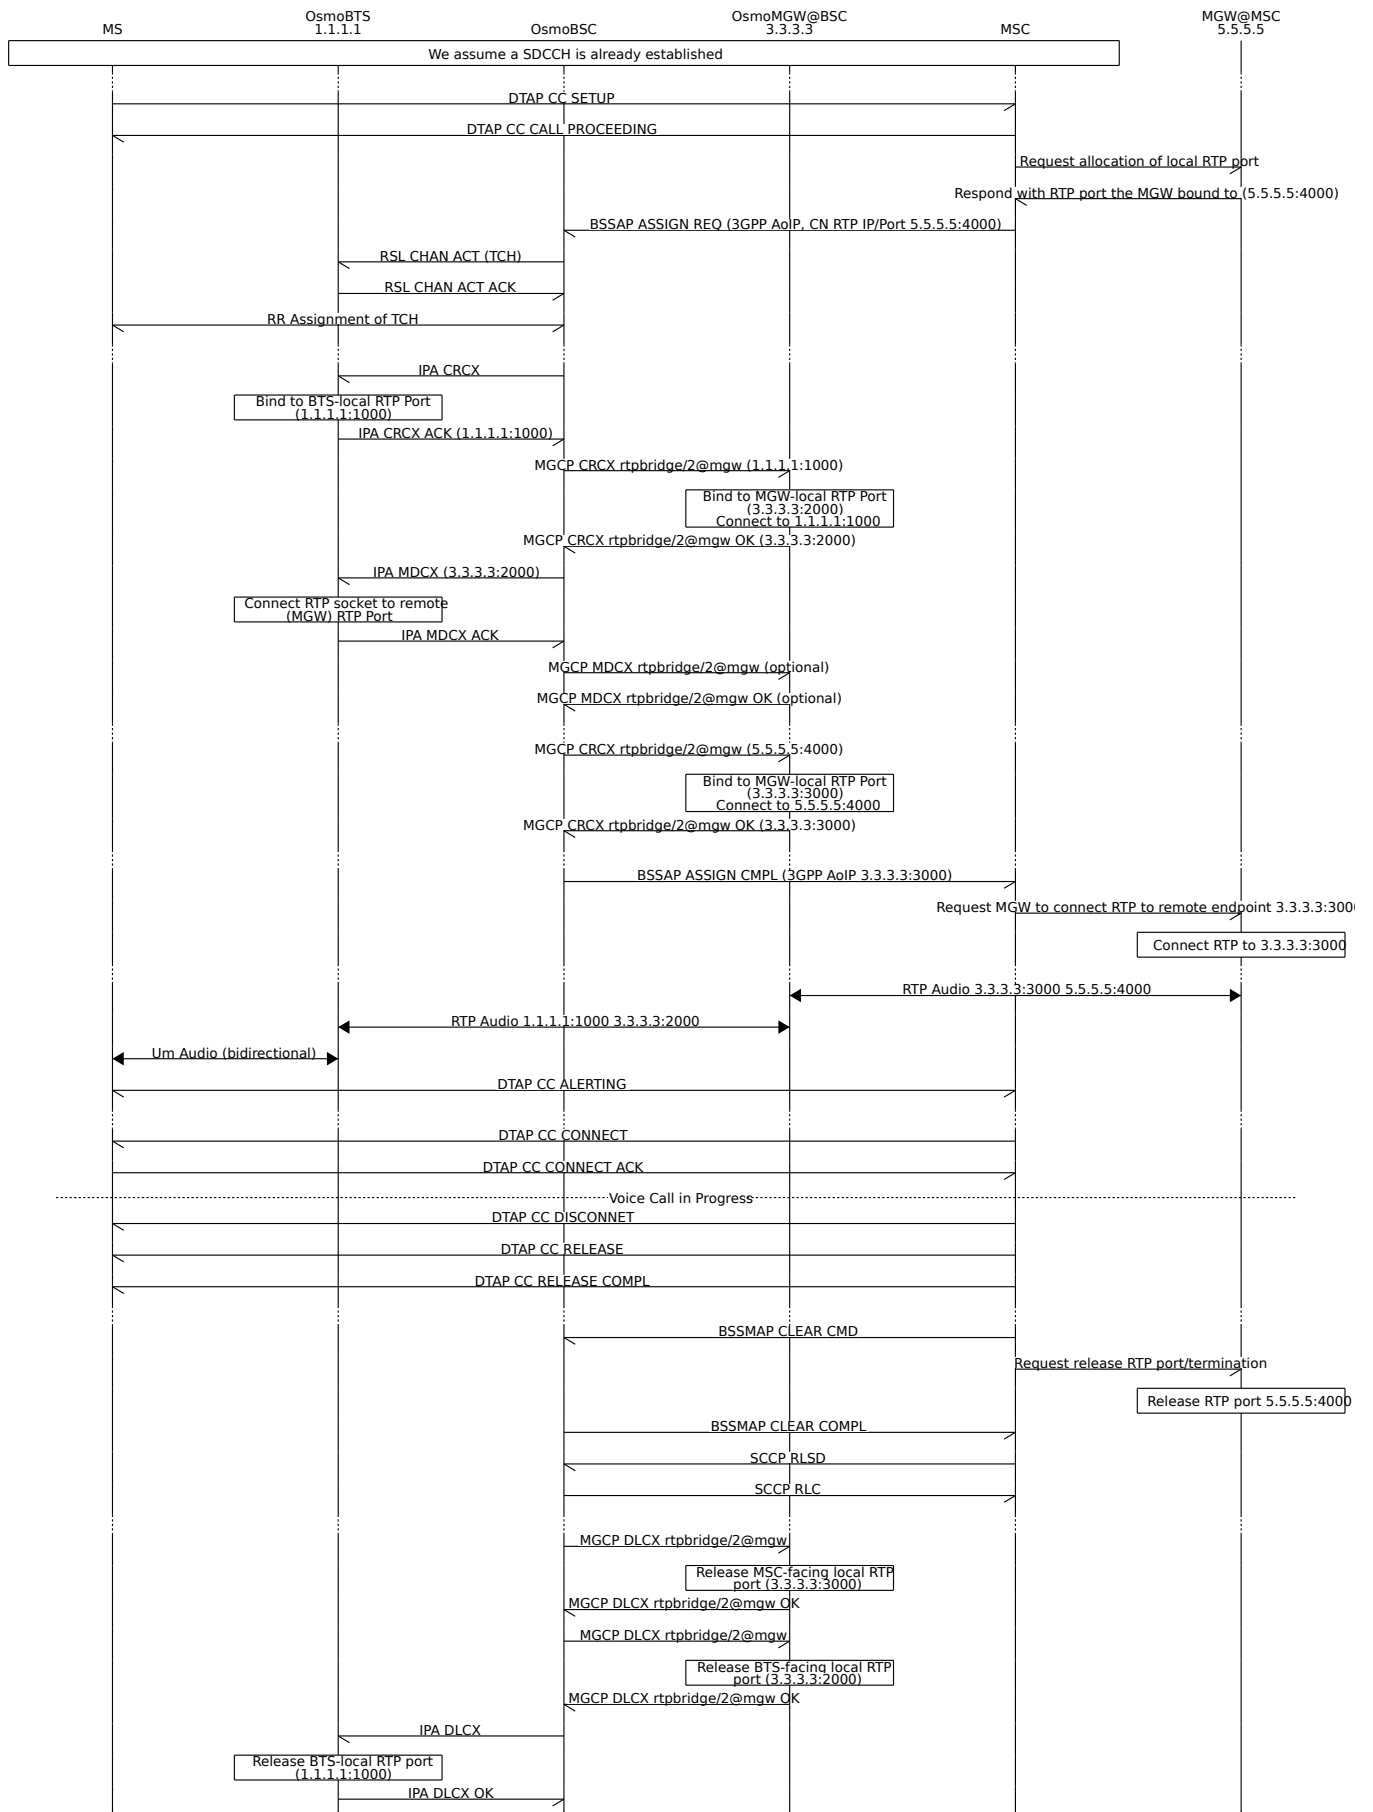 OsmoBTS
OsmoMGW@BSC
MGW@MSC
MS
1.1.1.1
OsmoBSC
3.3.3.3
MSC
5.5.5.5
We assume a SDCCH is already established
DTAP CC SETUP
DTAP CC CALL PROCEEDING
Request allocation of local RTP port
Respond with RTP port the MGW bound to (5.5.5.5:4000)
BSSAP ASSIGN REQ (3GPP AoIP, CN RTP IP/Port 5.5.5.5:4000)
RSL CHAN ACT (TCH)
RSL CHAN ACT ACK
RR Assignment of TCH
IPA CRCX
Bind to BTS-local RTP Port
(1.1.1.1:1000)
IPA CRCX ACK (1.1.1.1:1000)
MGCP CRCX rtpbridge/2@mgw (1.1.1.1:1000)
Bind to MGW-local RTP Port
(3.3.3.3:2000)
Connect to 1.1.1.1:1000
MGCP CRCX rtpbridge/2@mgw OK (3.3.3.3:2000)
IPA MDCX (3.3.3.3:2000)
Connect RTP socket to remote
(MGW) RTP Port
IPA MDCX ACK
MGCP MDCX rtpbridge/2@mgw (optional)
MGCP MDCX rtpbridge/2@mgw OK (optional)
MGCP CRCX rtpbridge/2@mgw (5.5.5.5:4000)
Bind to MGW-local RTP Port
(3.3.3.3:3000)
Connect to 5.5.5.5:4000
MGCP CRCX rtpbridge/2@mgw OK (3.3.3.3:3000)
BSSAP ASSIGN CMPL (3GPP AoIP 3.3.3.3:3000)
Request MGW to connect RTP to remote endpoint 3.3.3.3:300
Connect RTP to 3.3.3.3:3000
RTP Audio 3.3.3.3:3000 5.5.5.5:4000
RTP Audio 1.1.1.1:1000 3.3.3.3:2000
Um Audio (bidirectional)
DTAP CC ALERTING
DTAP CC CONNECT
DTAP CC CONNECT ACK
Voice Call in Progress
DTAP CC DISCONNET
DTAP CC RELEASE
DTAP CC RELEASE COMPL
BSSMAP CLEAR CMD
Request release RTP port/termination
Release RTP port 5.5.5.5:4000
BSSMAP CLEAR COMPL
SCCP RLSD
SCCP RLC
MGCP DLCX rtpbridge/2@mgw
Release MSC-facing local RTP
port (3.3.3.3:3000)
MGCP DLCX rtpbridge/2@mgw OK
MGCP DLCX rtpbridge/2@mgw
Release BTS-facing local RTP
port (3.3.3.3:2000)
MGCP DLCX rtpbridge/2@mgw OK
IPA DLCX
Release BTS-local RTP port
(1.1.1.1:1000)
IPA DLCX OK